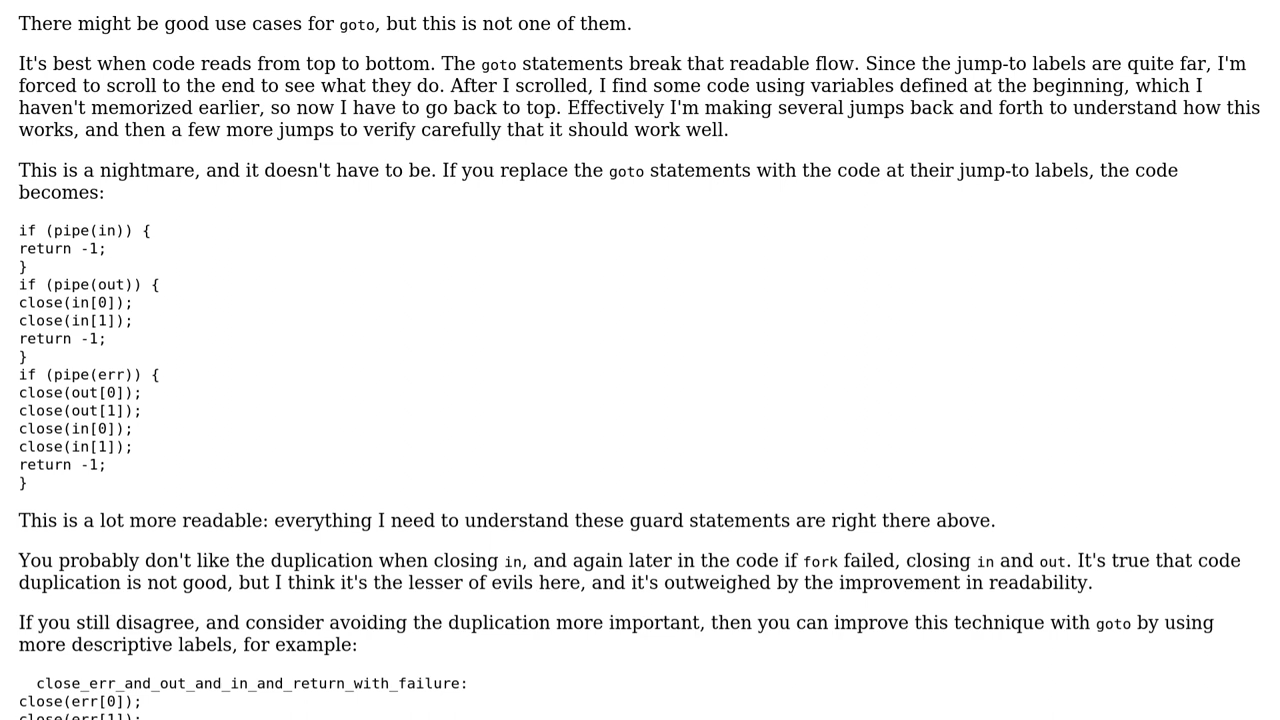 There might be good use cases for goto, but this is not one of them.
It's best when code reads from top to bottom. The goto statements break that readable flow. Since the jump-to labels are quite far, I'm
forced to scroll to the end to see what they do. After I scrolled, I find some code using variables defined at the beginning, which I
haven't memorized earlier, so now I have to go back to top. Effectively I'm making several jumps back and forth to understand how this
works, and then a few more jumps to verify carefully that it should work well.
This is a nightmare, and it doesn't have to be. If you replace the goto statements with the code at their jump-to labels, the code
becomes:
if (pipe(in)) {
return -1;
}
if (pipe(out)) {
close(in[0]);
close(in[1]);
return -1;
}
if (pipe(err)) {
close(out[0]);
close(out[1]);
close(in[0]);
close(in[1]);
return -1;
}
This is a lot more readable: everything I need to understand these guard statements are right there above.
You probably don't like the duplication when closing in, and again later in the code if fork failed, closing in and out. It's true that code
duplication is not good, but I think it's the lesser of evils here, and it's outweighed by the improvement in readability.
If you still disagree, and consider avoiding the duplication more important, then you can improve this technique with goto by using
more descriptive labels, for example:
close_err_and_out_and_in_and_return_with_failure:
close(err[0]);
close(err[1]);